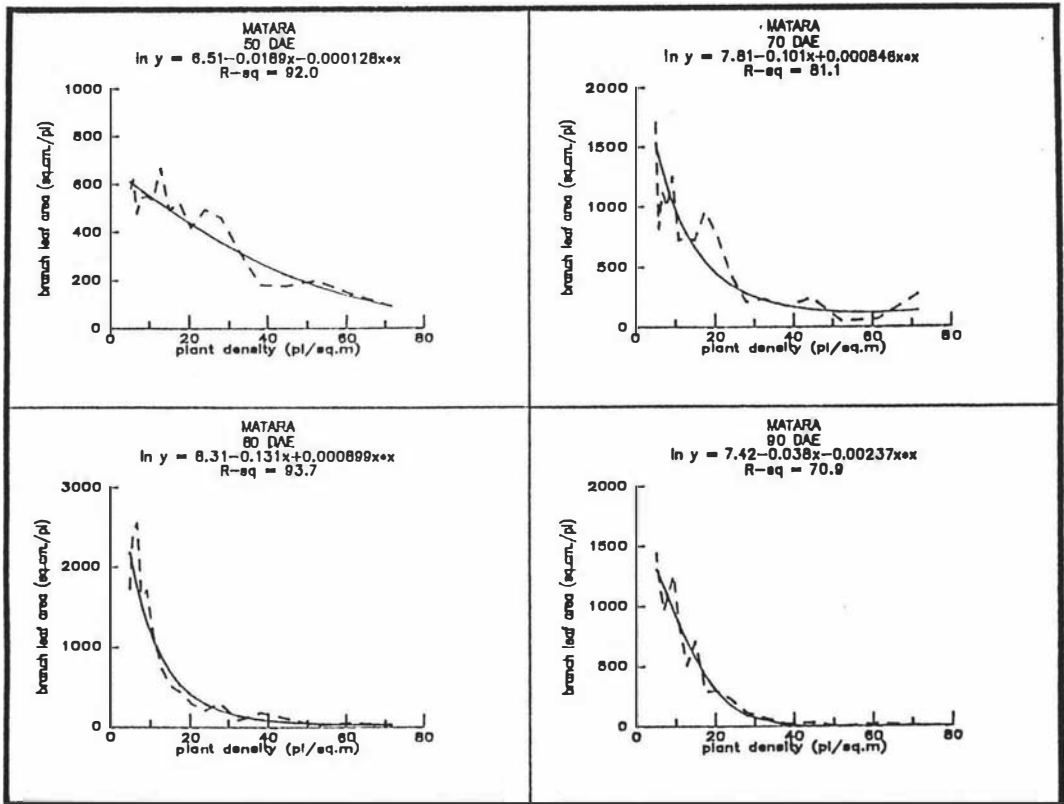 MATARA
50 DAE
ln y = 6.51-0.0189x-0.000128x*x
R-sq = 92.0
1000
800
600
400
200
0
branch leaf area (sq.cm./pl)
0 20 40 60 80
plant density (pl/sq.m)
MATARA
70 DAE
ln y = 7.81-0.101x+0.000846x*x
R-sq = 81.1
2000
1500
1000
500
0
branch leaf area (sq.cm./pl)
0 20 40 60 80
plant density (pl/sq.m)
MATARA
80 DAE
ln y = 8.31-0.131x+0.000899x*x
R-sq = 93.7
3000
2000
1000
0
branch leaf area (sq.cm./pl)
0 20 40 60 80
plant density (pl/sq.m)
MATARA
90 DAE
ln y = 7.42-0.038x-0.00237x*x
R-sq = 70.9
2000
1500
1000
500
0
branch leaf area (sq.cm./pl)
0 20 40 60 80
plant density (pl/sq.m)